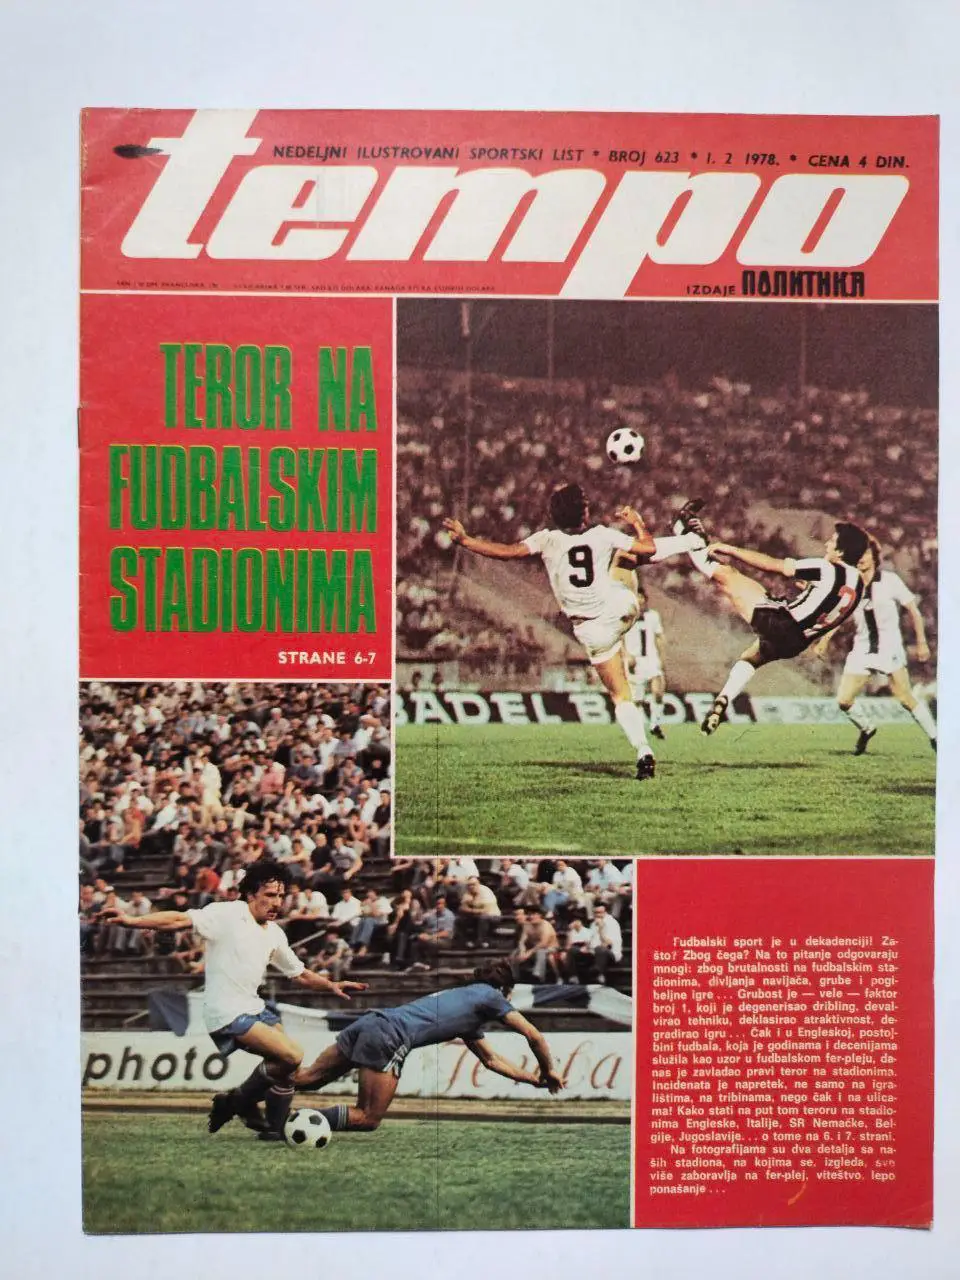 NEDELJNI ILUSTROVANI SPORTSKI LIST * BROJ 623 * 1. 2 1978. * CENA 4 DIN.
tempo
IZDAJE ПОЛИТИКА
TEROR NA
FUDBALSKIM
STADIONIMA
STRANE 6-7
9
2
BADEL BADEL
photo
Fudbalski sport je u dekadenciji! Za-
što? Zbog čega? Na to pitanje odgovaraju
mnogi: zbog brutalnosti na fudbalskim sta-
dionima, divljanja navijača, grube i pogi-
beljne igre... Grubost je — vele — faktor
broj 1, koji je degenerisao dribling, deval-
virao tehniku, deklasirao atraktivnost, de-
gradirao igru... Čak i u Engleskoj, postoj-
bini fudbala, koja je godinama i decenijama
služila kao uzor u fudbalskom fer-pleju, da-
nas je zavladao pravi teror na stadionima.
Incidenata je napretek, ne samo na igra-
lištima, na tribinama, nego čak i na ulica-
ma! Kako stati na put tom teroru na stadio-
nima Engleske, Italije, SR Nemačke, Bel-
gije, Jugoslavije... o tome na 6. i 7. strani.
Na fotografijama su dva detalja sa na-
ših stadiona, na kojima se, izgleda, sve
više zaboravlja na fer-plej, viteštvo, lepo
ponašanje...